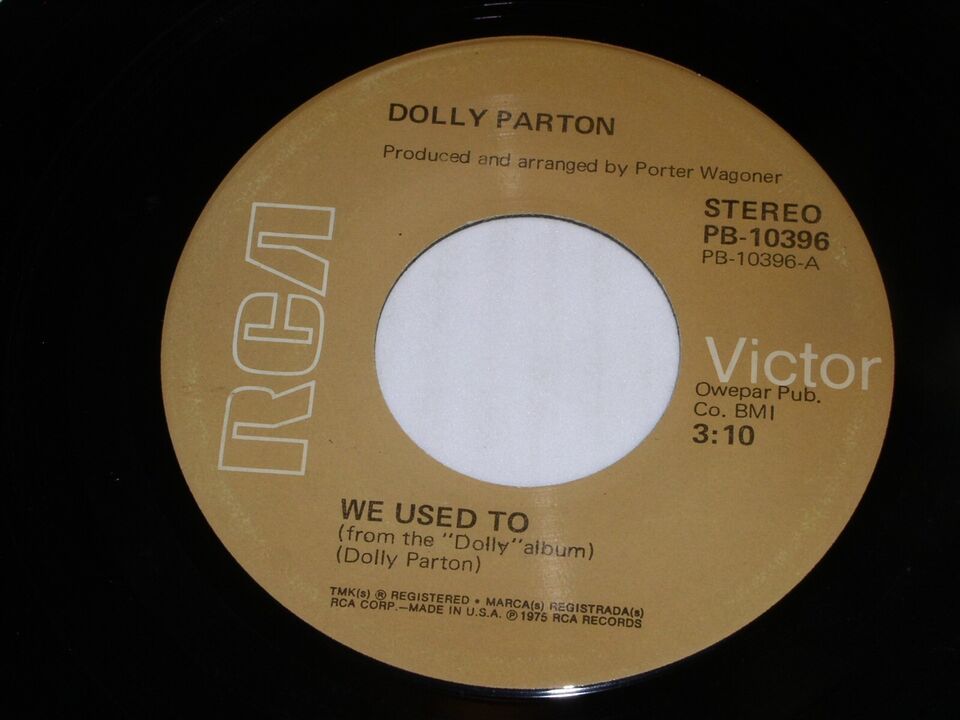 DOLLY PARTON
Produced and arranged by Porter Wagoner
STEREO
PB-10396
PB-10396-A
RCA
Victor
Owepar Pub.
Co. BMI
3:10
WE USED TO
(from the "Dolly" album)
(Dolly Parton)
TMK(s) ® REGISTERED • MARCA(s) REGISTRADA(s)
RCA CORP.—MADE IN U.S.A. ℗ 1975 RCA RECORDS